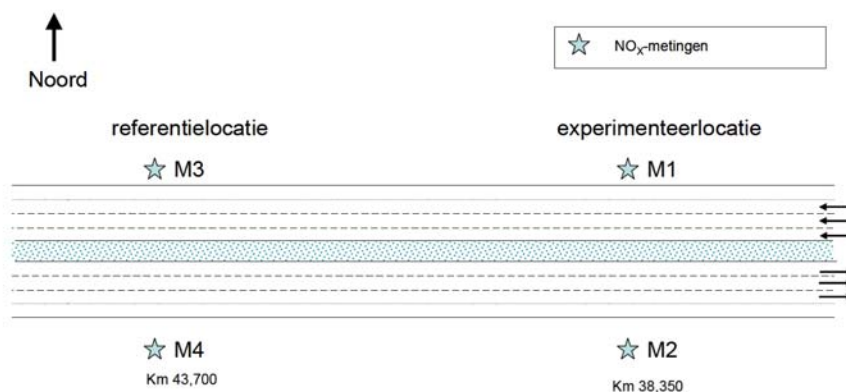 NOX-metingen
Noord
referentielocatie
experimenteerlocatie
M3
M1
M4
M2
Km 43,700
Km 38,350